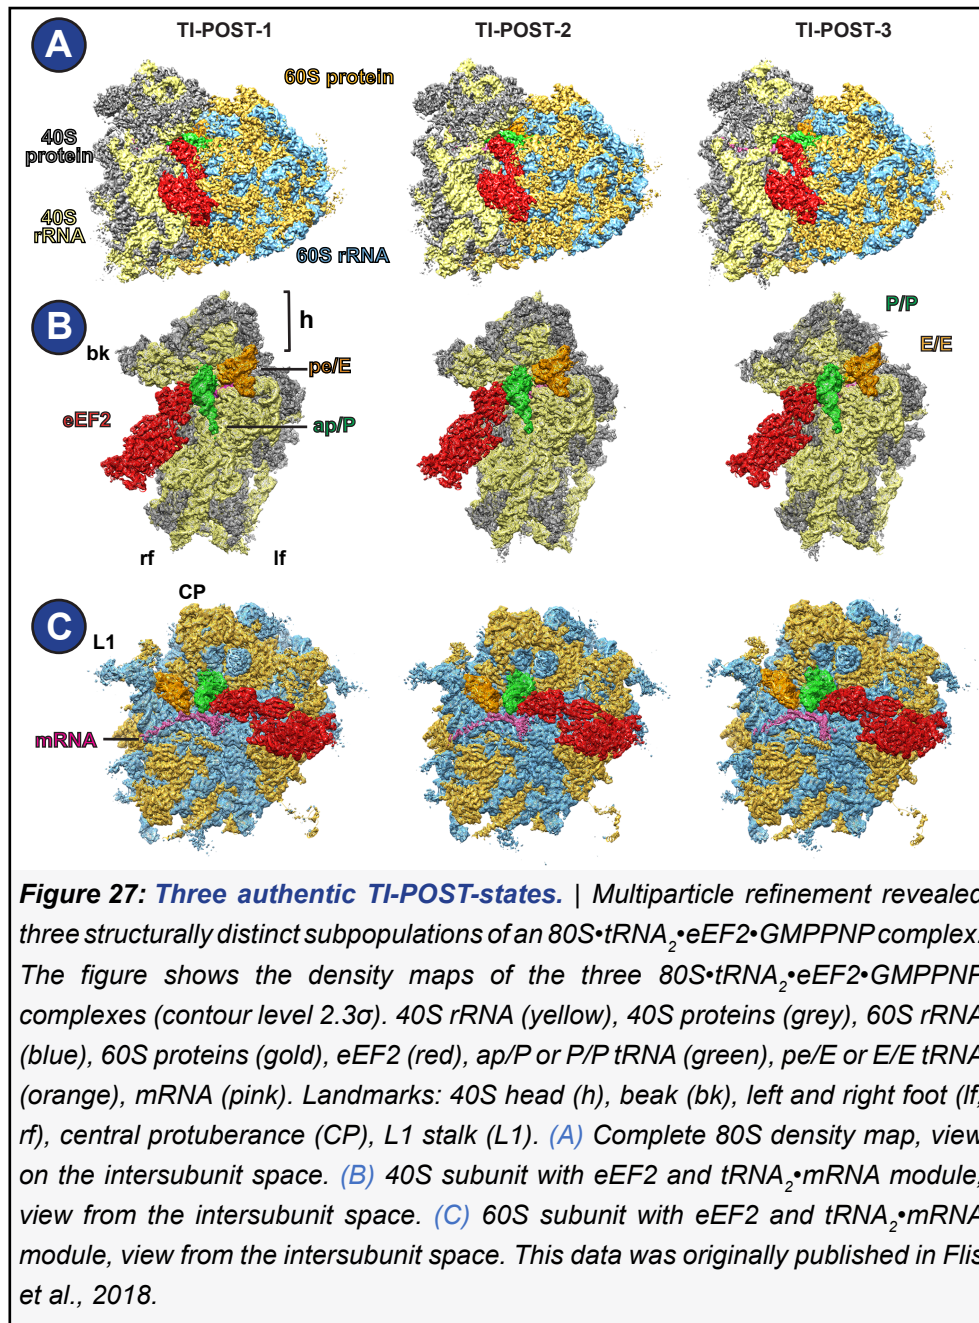 TI-POST-1 TI-POST-2 TI-POST-3
A
60S protein
40S
protein
40S
rRNA
60S rRNA
B
h
P/P
bk
pe/E
E/E
eEF2
ap/P
rf lf
CP
C
L1
mRNA
Figure 27: Three authentic TI-POST-states. | Multiparticle refinement revealed
three structurally distinct subpopulations of an 80S•tRNA₂•eEF2•GMPPNP complex.
The figure shows the density maps of the three 80S•tRNA₂•eEF2•GMPPNP
complexes (contour level 2.3σ). 40S rRNA (yellow), 40S proteins (grey), 60S rRNA
(blue), 60S proteins (gold), eEF2 (red), ap/P or P/P tRNA (green), pe/E or E/E tRNA
(orange), mRNA (pink). Landmarks: 40S head (h), beak (bk), left and right foot (lf,
rf), central protuberance (CP), L1 stalk (L1). (A) Complete 80S density map, view
on the intersubunit space. (B) 40S subunit with eEF2 and tRNA₂•mRNA module,
view from the intersubunit space. (C) 60S subunit with eEF2 and tRNA₂•mRNA
module, view from the intersubunit space. This data was originally published in Flis
et al., 2018.